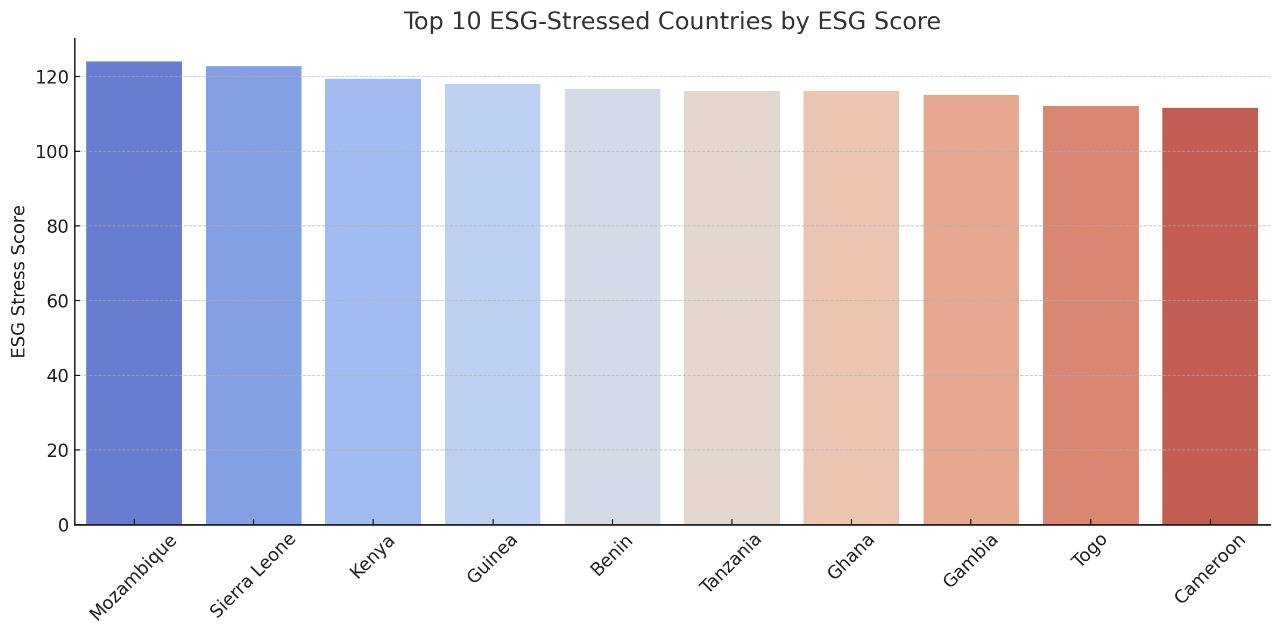 Top 10 ESG-Stressed Countries by ESG Score
ESG Stress Score
120
100
80
60
40
20
0
Mozambique
Sierra Leone
Kenya
Guinea
Benin
Tanzania
Ghana
Gambia
Togo
Cameroon